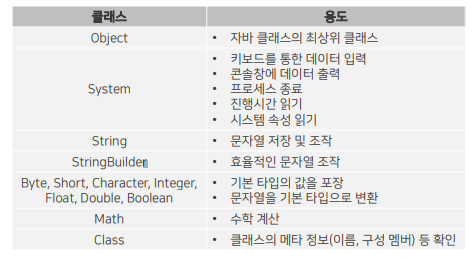 클래스 용도
Object • 자바 클래스의 최상위 클래스
System • 키보드를 통한 데이터 입력
• 콘솔창에 데이터 출력
• 프로세스 종료
• 진행시간 읽기
• 시스템 속성 읽기
String • 문자열 저장 및 조작
StringBuilder • 효율적인 문자열 조작
Byte, Short, Character, Integer, • 기본 타입의 값을 포장
Float, Double, Boolean • 문자열을 기본 타입으로 변환
Math • 수학 계산
Class • 클래스의 메타 정보(이름, 구성 멤버) 등 확인